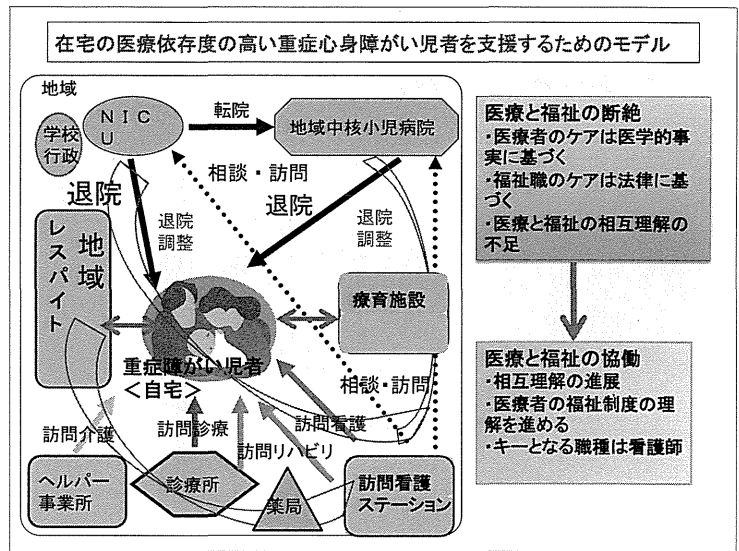 在宅の医療依存度の高い重症心身障がい児者を支援するためのモデル
地域
学校
行政
N I C
U
転院
地域中核小児病院
相談・訪問
退院
退院
退院
調整
退院
調整
地域
レスパイト
療育施設
重症障がい児者
<自宅>
相談・訪問
訪問介護
訪問診療
訪問リハビリ
訪問看護
ヘルパー
事業所
診療所
薬局
訪問看護
ステーション
医療と福祉の断絶
・医療者のケアは医学的事
実に基づく
・福祉職のケアは法律に基
づく
・医療と福祉の相互理解の
不足
医療と福祉の協働
・相互理解の進展
・医療者の福祉制度の理
解を進める
・キーとなる職種は看護師